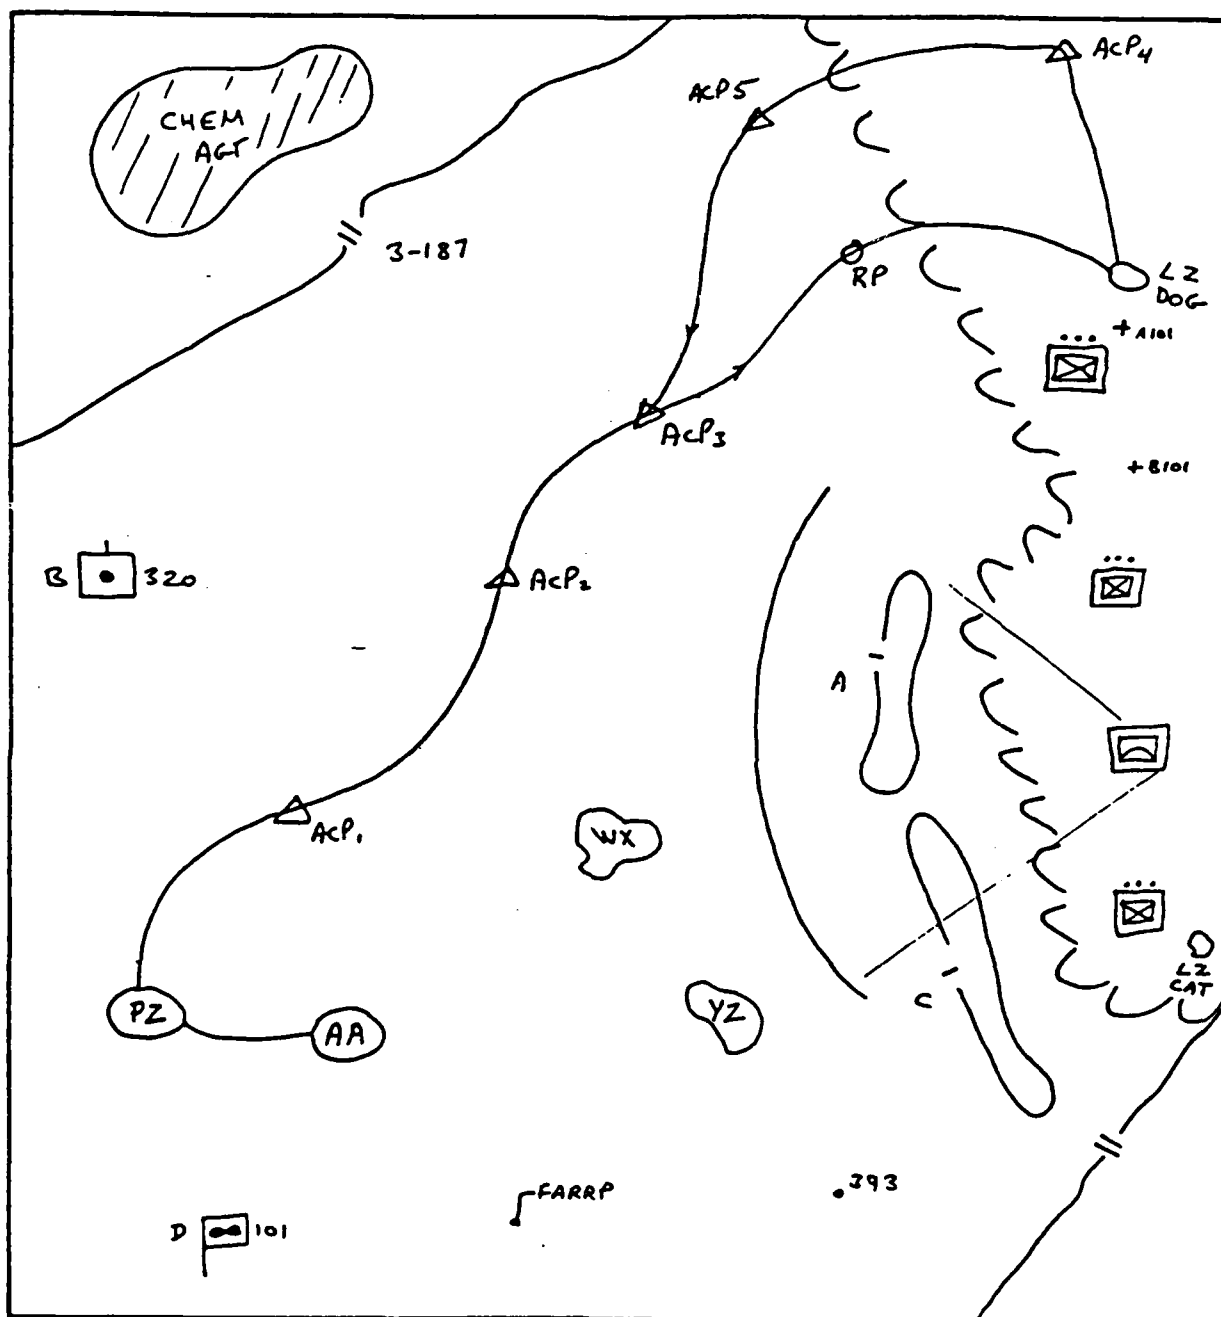 ACP4
ACP5
CHEM
AGT
3-187
RP
LZ
DOG
A101
ACP3
B101
B
320
ACP2
A
ACP1
WX
LZ
CAT
C
PZ
YZ
AA
393
FARRP
D
101